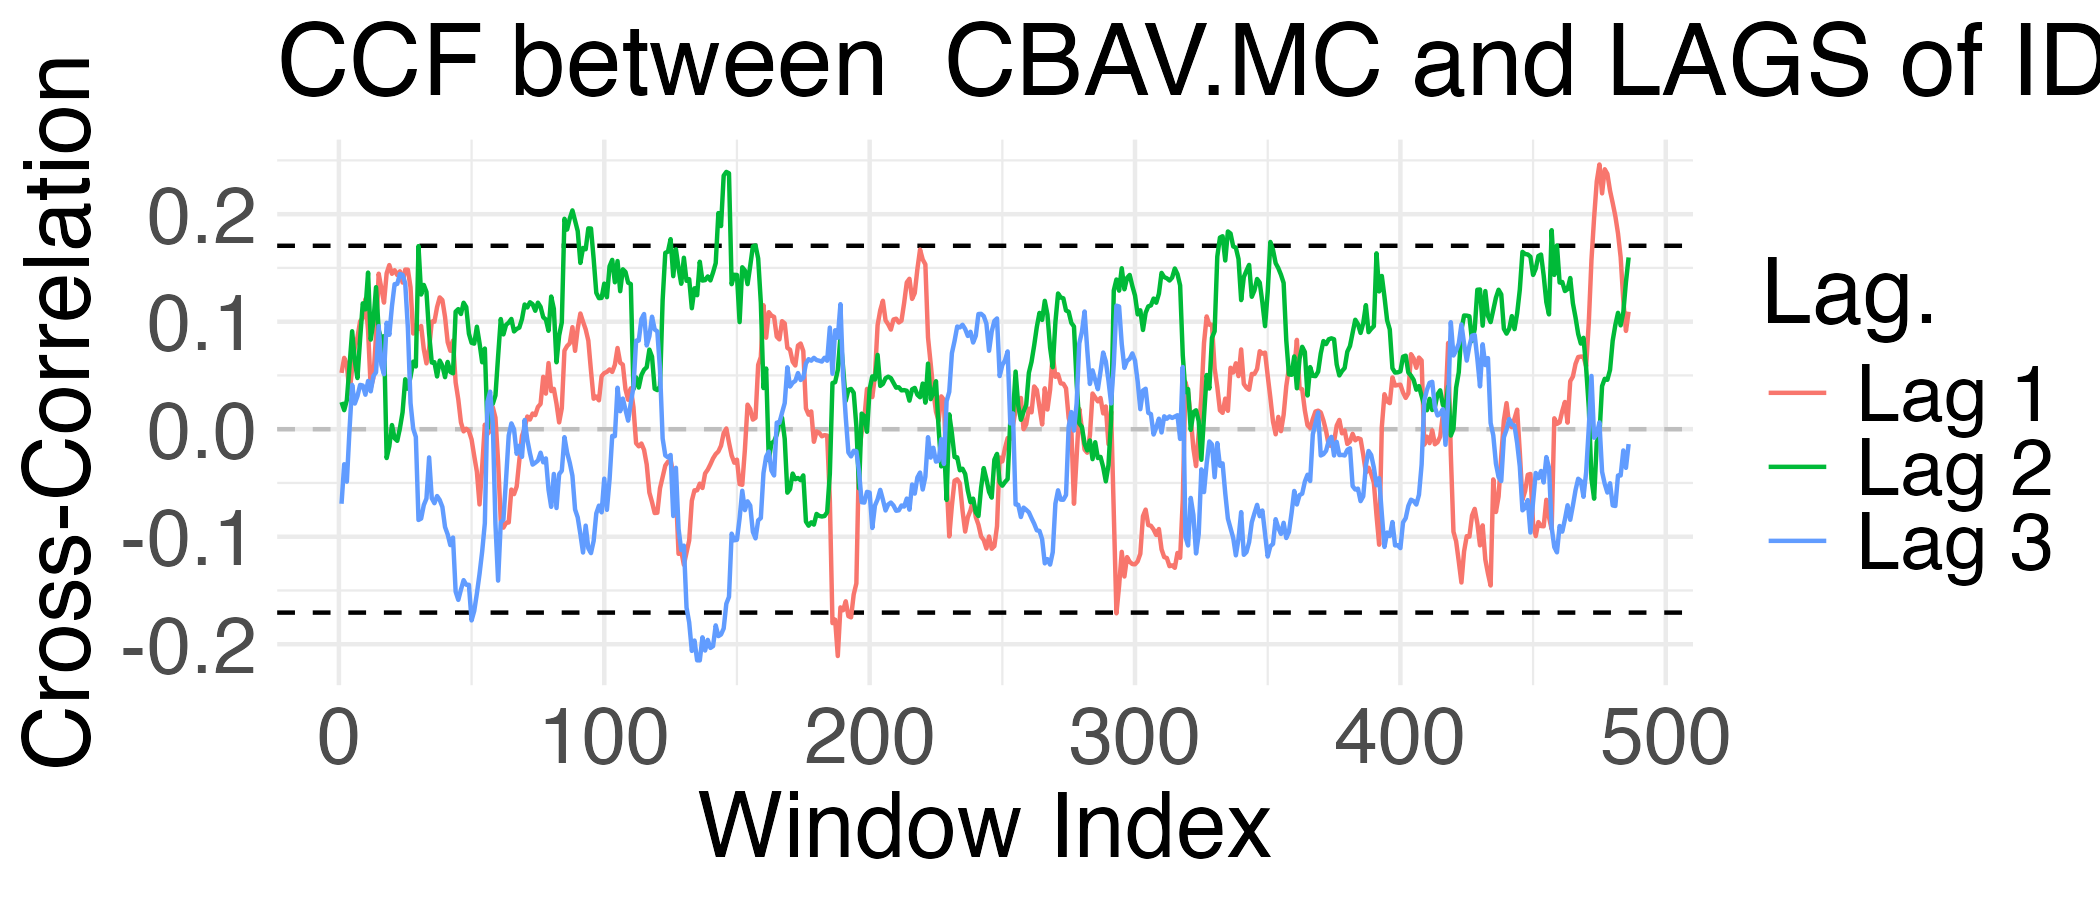 CCF between  CBAV.MC and LAGS of ID
Cross-Correlation
0.2
0.1
0.0
-0.1
-0.2
0 100 200 300 400 500
Window Index
Lag.
Lag 1
Lag 2
Lag 3